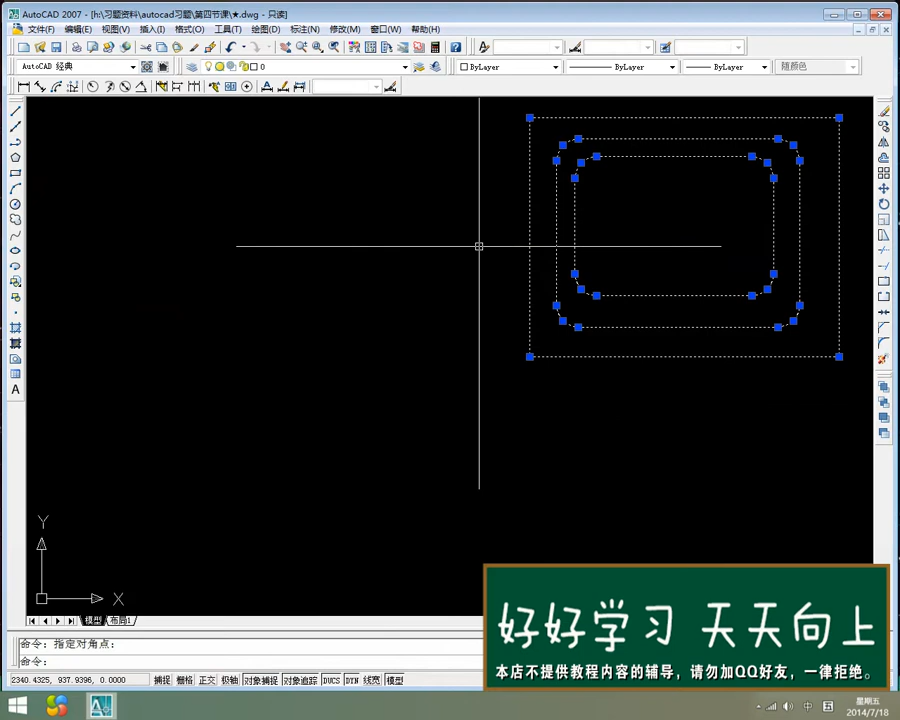 AutoCAD 2007 - [h:\习题资料\autocad习题\第四节课\★.dwg - 只读]
文件(F) 编辑(E) 视图(V) 插入(I) 格式(O) 工具(T) 绘图(D) 标注(N) 修改(M) 窗口(W) 帮助(H)
AutoCAD 经典 0 ByLayer ByLayer ByLayer 随颜色
A
Y
X
模型 布局1
命令: 指定对角点:
命令:
2340.4325, 937.9396, 0.0000 捕捉 栅格 正交 极轴 对象捕捉 对象追踪 DUCS DYN 线宽 模型
好好学习 天天向上
本店不提供教程内容的辅导，请勿加QQ好友，一律拒绝。
中 五
星期五
2014/7/18